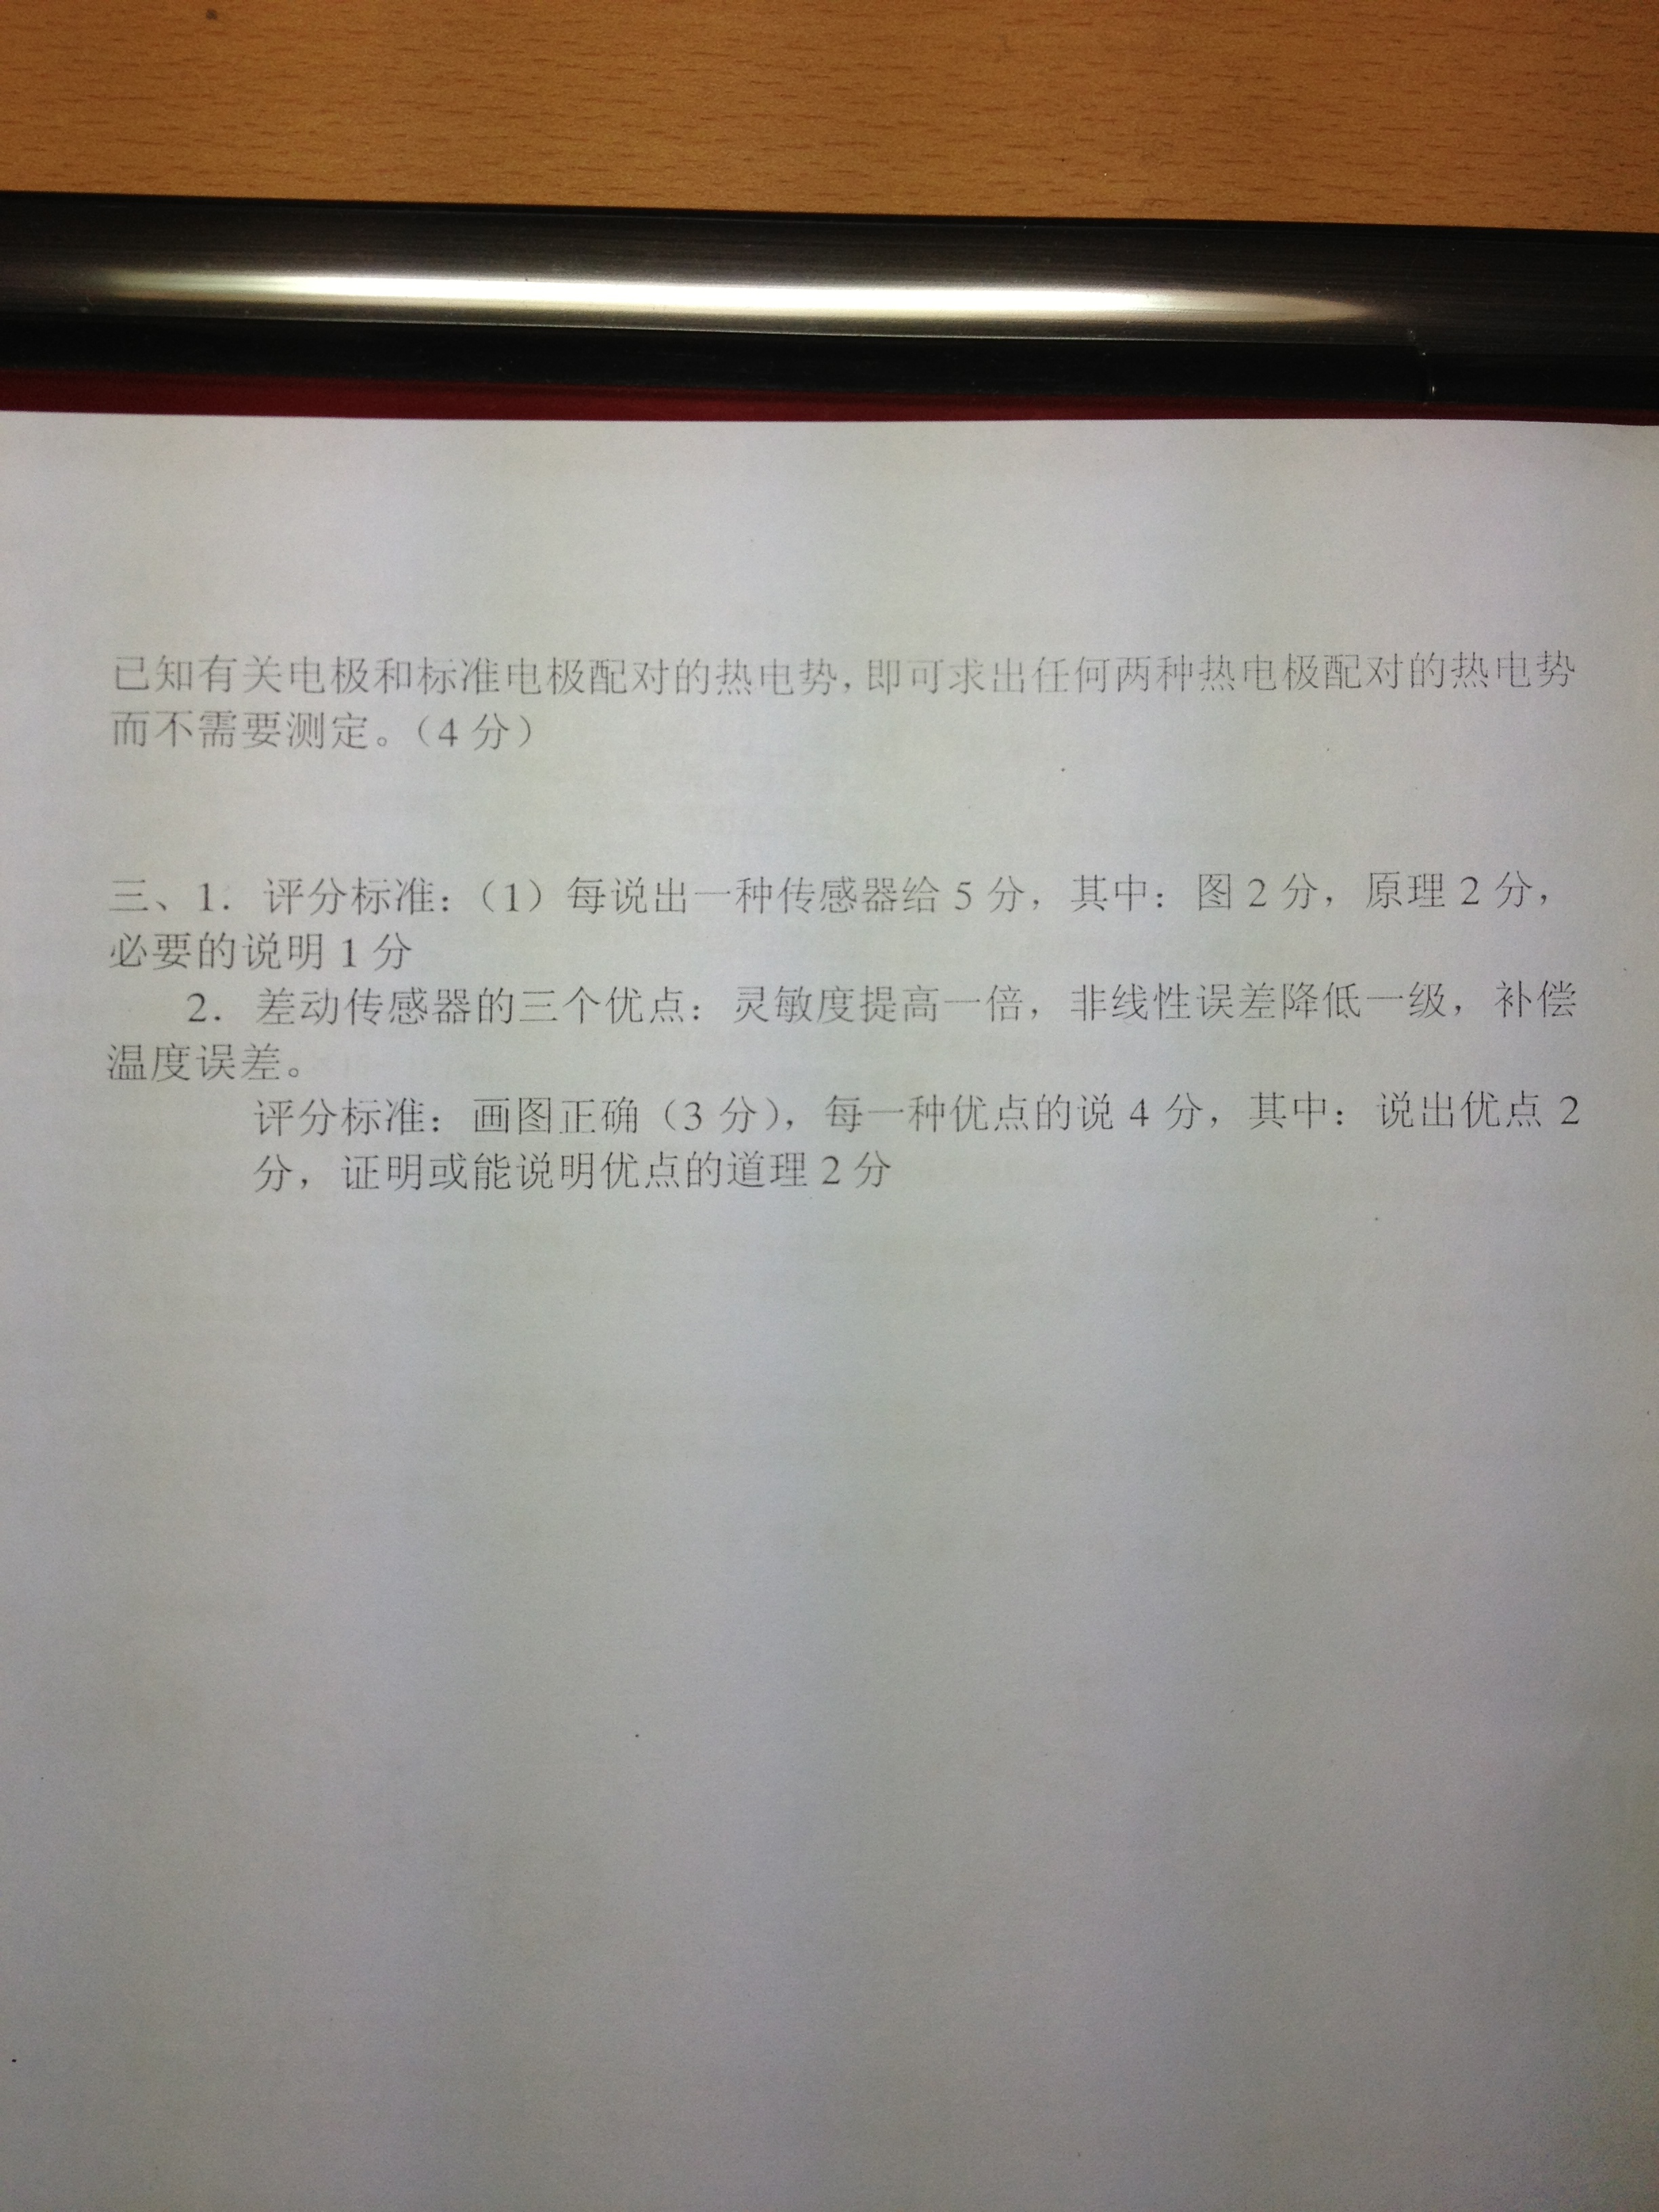 已知有关电极和标准电极配对的热电势，即可求出任何两种热电极配对的热电势
而不需要测定。（4 分）
三、1. 评分标准：（1）每说出一种传感器给 5 分，其中：图 2 分，原理 2 分，
必要的说明 1 分
2. 差动传感器的三个优点：灵敏度提高一倍，非线性误差降低一级，补偿
温度误差。
评分标准：画图正确（3 分），每一种优点的说 4 分，其中：说出优点 2
分，证明或能说明优点的道理 2 分